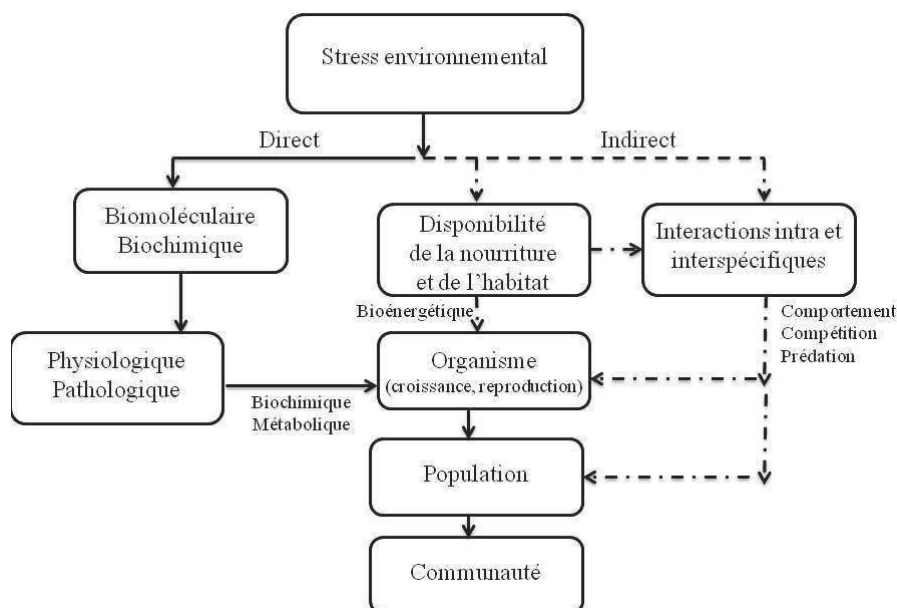 Stress environnemental
Direct
Indirect
Biomoléculaire
Biochimique
Disponibilité
de la nourriture
et de l'habitat
Interactions intra et
interspécifiques
Bioénergétique
Comportement
Compétition
Prédation
Physiologique
Pathologique
Organisme
(croissance, reproduction)
Biochimique
Métabolique
Population
Communauté